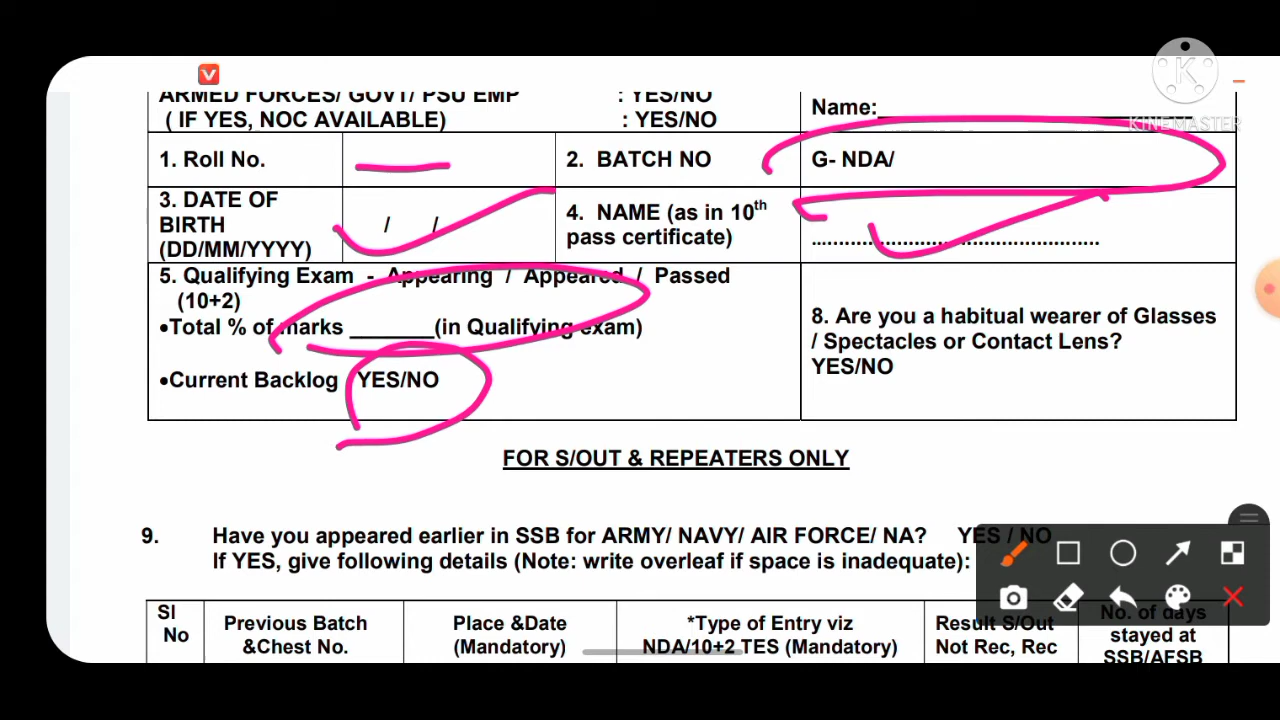 ARMED FORCES/ GOVT/ PSU EMP : YES/NO
( IF YES, NOC AVAILABLE) : YES/NO
Name:
KINEMASTER
1. Roll No.
2. BATCH NO
G- NDA/
3. DATE OF
BIRTH
(DD/MM/YYYY)
/ /
4. NAME (as in 10th
pass certificate)
...............................................
5. Qualifying Exam - Appearing / Appeared / Passed
(10+2)
•Total % of marks _______(in Qualifying exam)
•Current Backlog YES/NO
8. Are you a habitual wearer of Glasses
/ Spectacles or Contact Lens?
YES/NO
FOR S/OUT & REPEATERS ONLY
9. Have you appeared earlier in SSB for ARMY/ NAVY/ AIR FORCE/ NA? YES / NO
If YES, give following details (Note: write overleaf if space is inadequate):
Sl
No
Previous Batch
&Chest No.
Place &Date
(Mandatory)
*Type of Entry viz
NDA/10+2 TES (Mandatory)
Result S/Out
Not Rec, Rec
No. of days
stayed at
SSB/AFSB